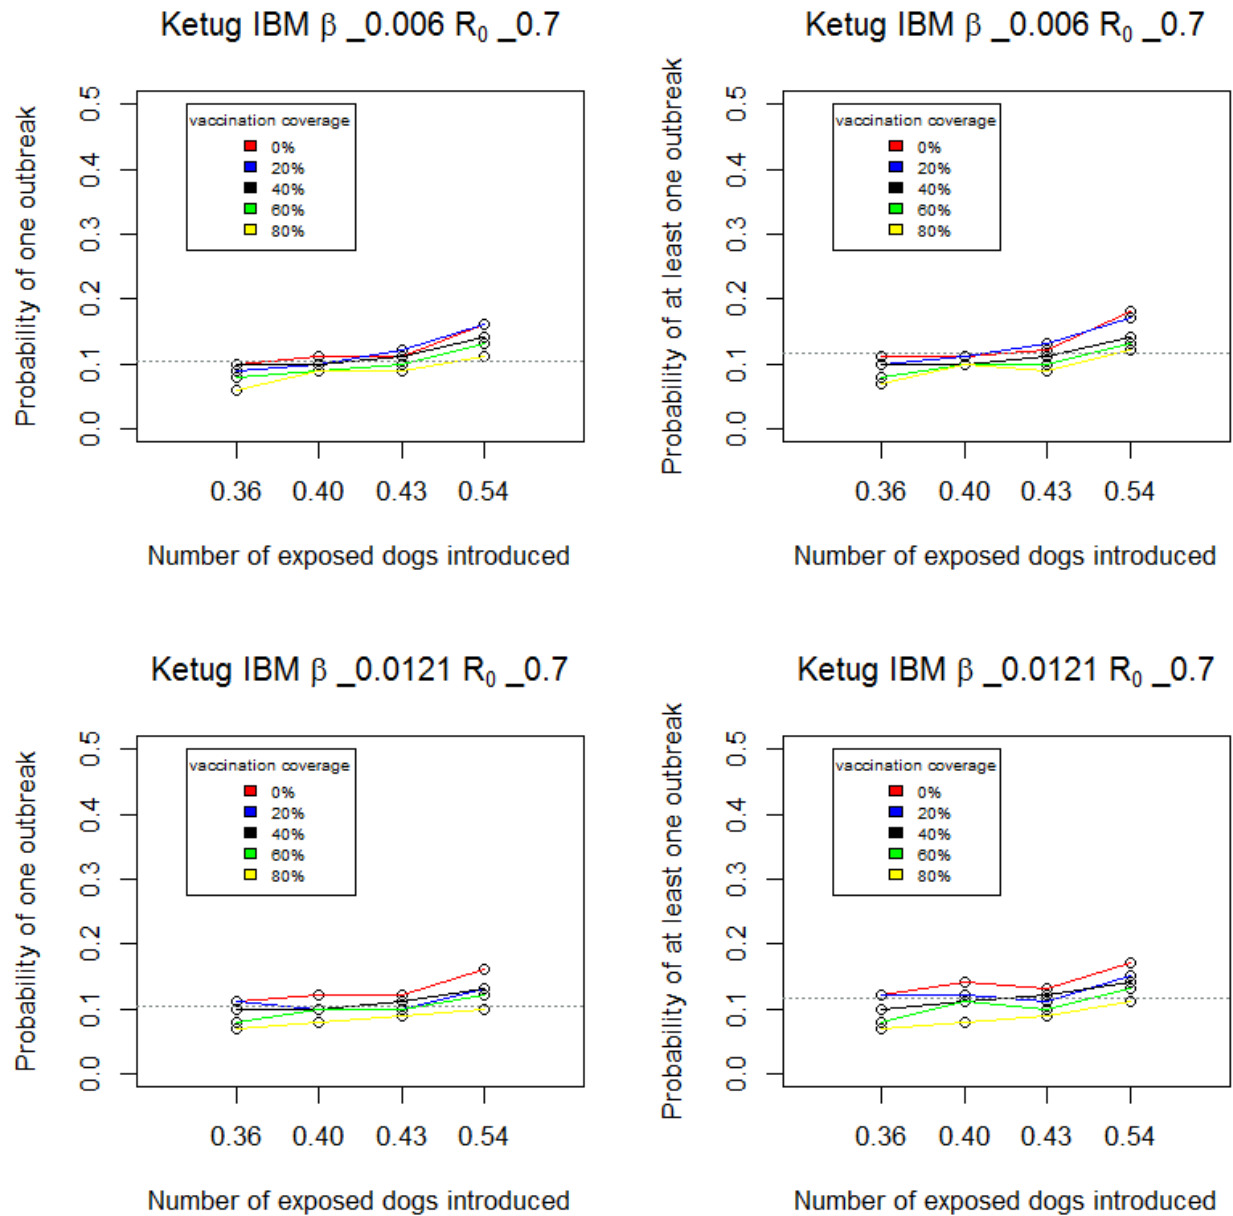 Ketug IBM β _0.006 R₀ _0.7
Probability of one outbreak
0.5
0.4
0.3
0.2
0.1
0.0
vaccination coverage
0%
20%
40%
60%
80%
0.36 0.40 0.43 0.54
Number of exposed dogs introduced
Ketug IBM β _0.006 R₀ _0.7
Probability of at least one outbreak
0.5
0.4
0.3
0.2
0.1
0.0
vaccination coverage
0%
20%
40%
60%
80%
0.36 0.40 0.43 0.54
Number of exposed dogs introduced
Ketug IBM β _0.0121 R₀ _0.7
Probability of one outbreak
0.5
0.4
0.3
0.2
0.1
0.0
vaccination coverage
0%
20%
40%
60%
80%
0.36 0.40 0.43 0.54
Number of exposed dogs introduced
Ketug IBM β _0.0121 R₀ _0.7
Probability of at least one outbreak
0.5
0.4
0.3
0.2
0.1
0.0
vaccination coverage
0%
20%
40%
60%
80%
0.36 0.40 0.43 0.54
Number of exposed dogs introduced